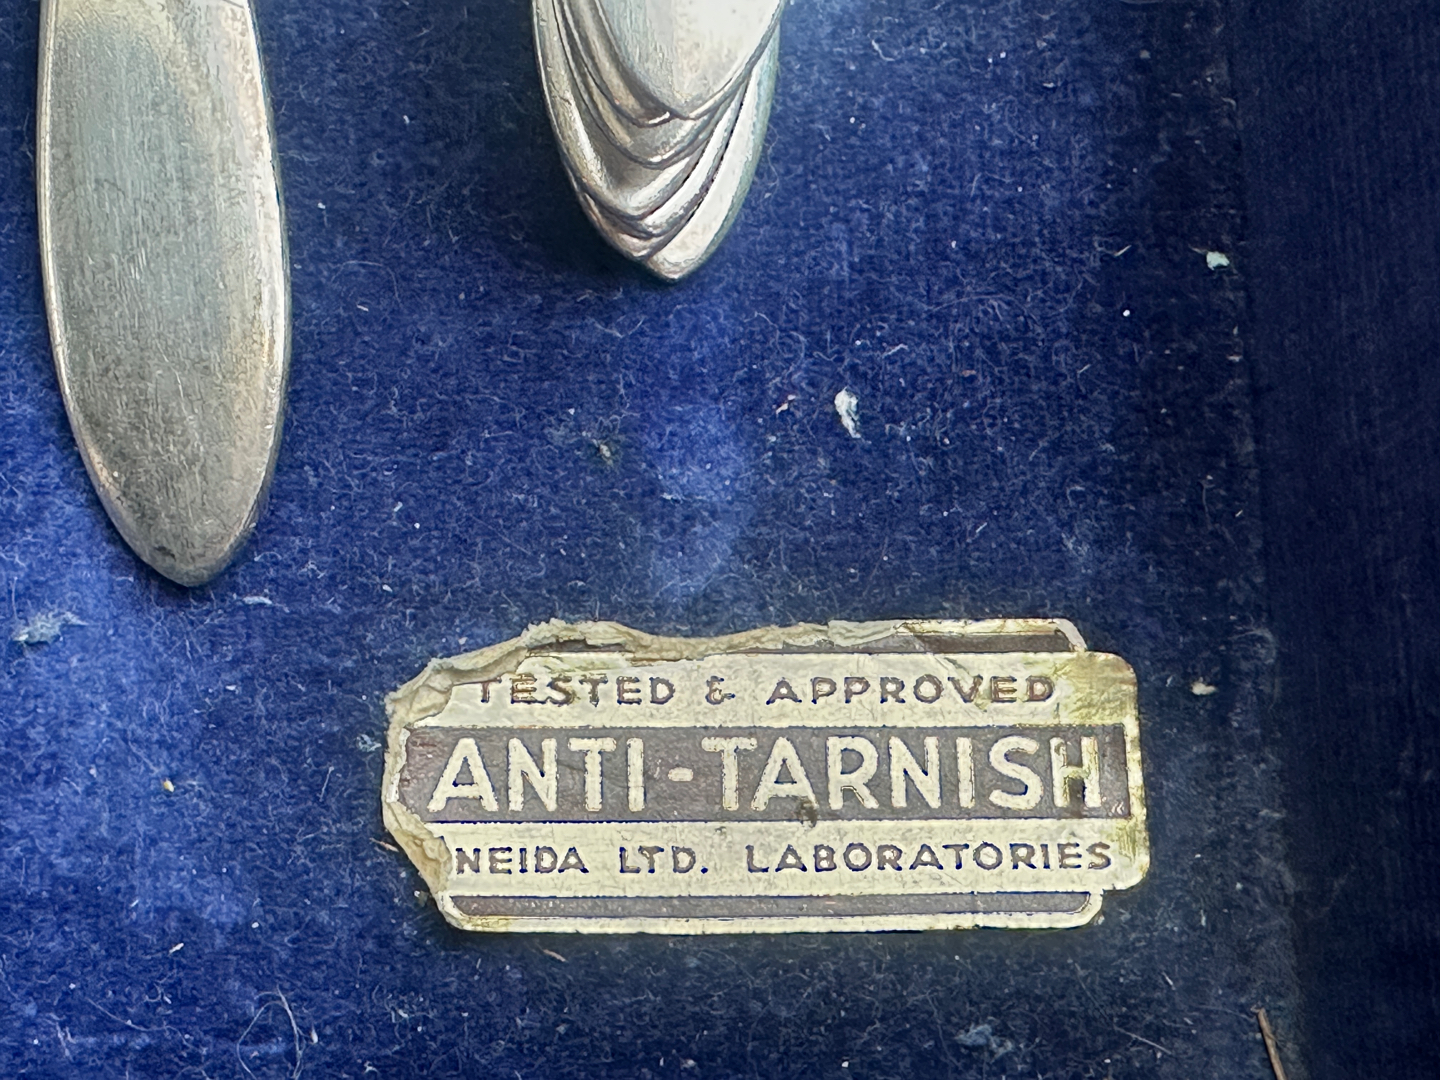 TESTED & APPROVED
ANTI-TARNISH
NEIDA LTD. LABORATORIES